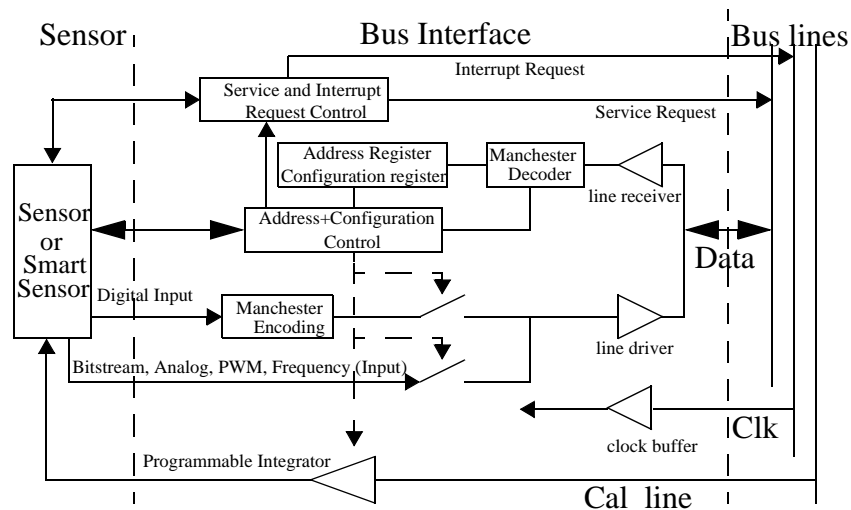 Sensor
Bus Interface
Bus lines
Interrupt Request
Service and Interrupt
Request Control
Service Request
Address Register
Configuration register
Manchester
Decoder
line receiver
Sensor
or
Smart
Sensor
Address+Configuration
Control
Data
Digital Input
Manchester
Encoding
line driver
Bitstream, Analog, PWM, Frequency (Input)
clock buffer
Clk
Programmable Integrator
Cal line